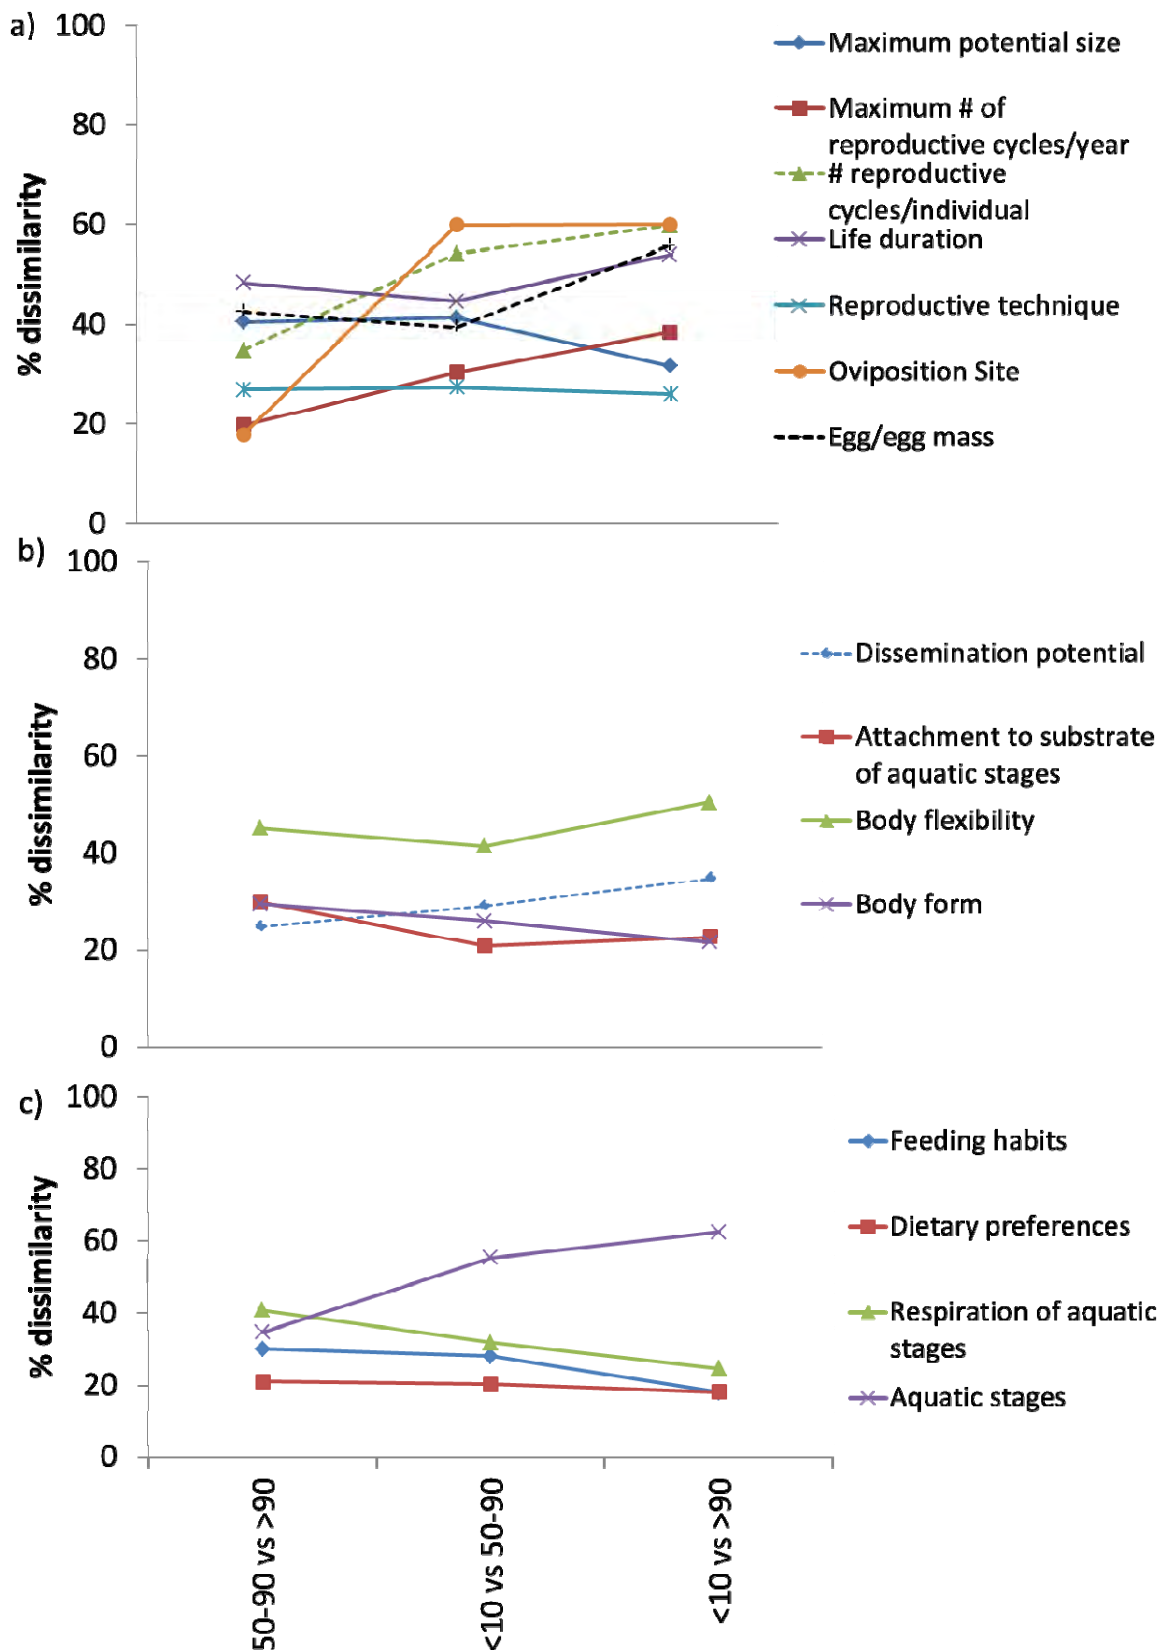 a)
100
80
60
40
20
0
% dissimilarity
Maximum potential size
Maximum # of
reproductive cycles/year
# reproductive
cycles/individual
Life duration
Reproductive technique
Oviposition Site
Egg/egg mass
b)
100
80
60
40
20
0
% dissimilarity
Dissemination potential
Attachment to substrate
of aquatic stages
Body flexibility
Body form
c)
100
80
60
40
20
0
% dissimilarity
Feeding habits
Dietary preferences
Respiration of aquatic
stages
Aquatic stages
50-90 vs >90
<10 vs 50-90
<10 vs >90